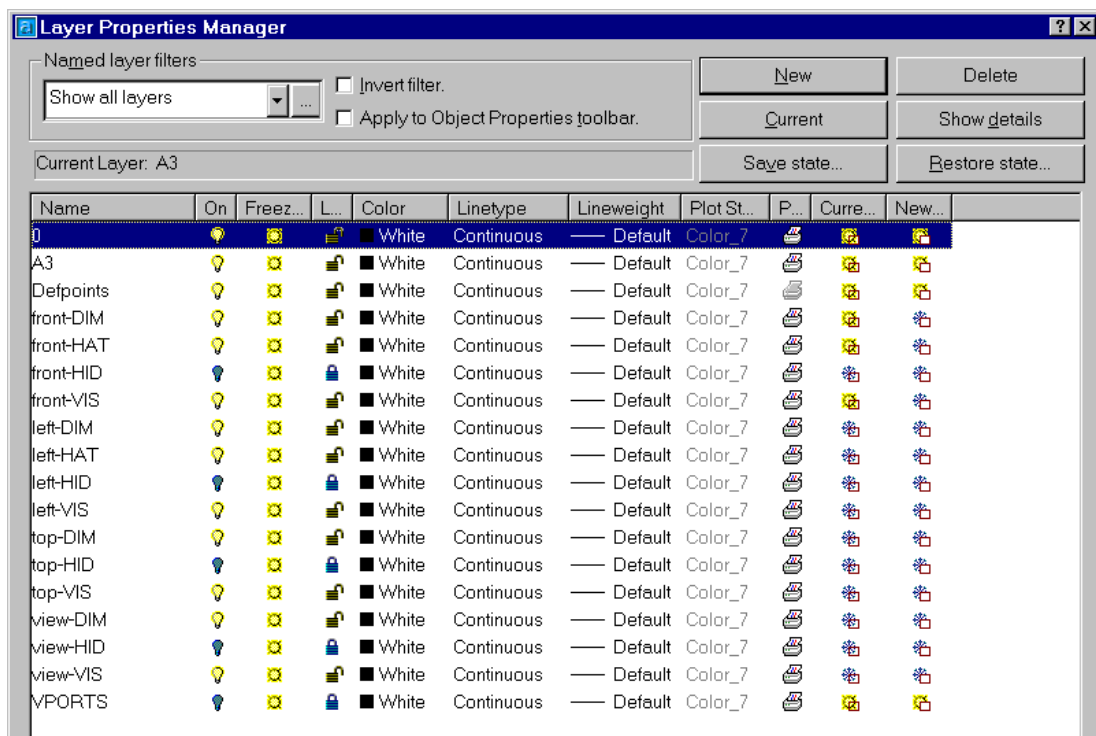 Layer Properties Manager
Named layer filters
Show all layers
...
Invert filter.
Apply to Object Properties toolbar.
New
Delete
Current
Show details
Current Layer: A3
Save state...
Restore state...
Name On Freez... L... Color Linetype Lineweight Plot St... P... Curre... New...
0 White Continuous Default Color_7
A3 White Continuous Default Color_7
Defpoints White Continuous Default Color_7
front-DIM White Continuous Default Color_7
front-HAT White Continuous Default Color_7
front-HID White Continuous Default Color_7
front-VIS White Continuous Default Color_7
left-DIM White Continuous Default Color_7
left-HAT White Continuous Default Color_7
left-HID White Continuous Default Color_7
left-VIS White Continuous Default Color_7
top-DIM White Continuous Default Color_7
top-HID White Continuous Default Color_7
top-VIS White Continuous Default Color_7
view-DIM White Continuous Default Color_7
view-HID White Continuous Default Color_7
view-VIS White Continuous Default Color_7
VPORTS White Continuous Default Color_7